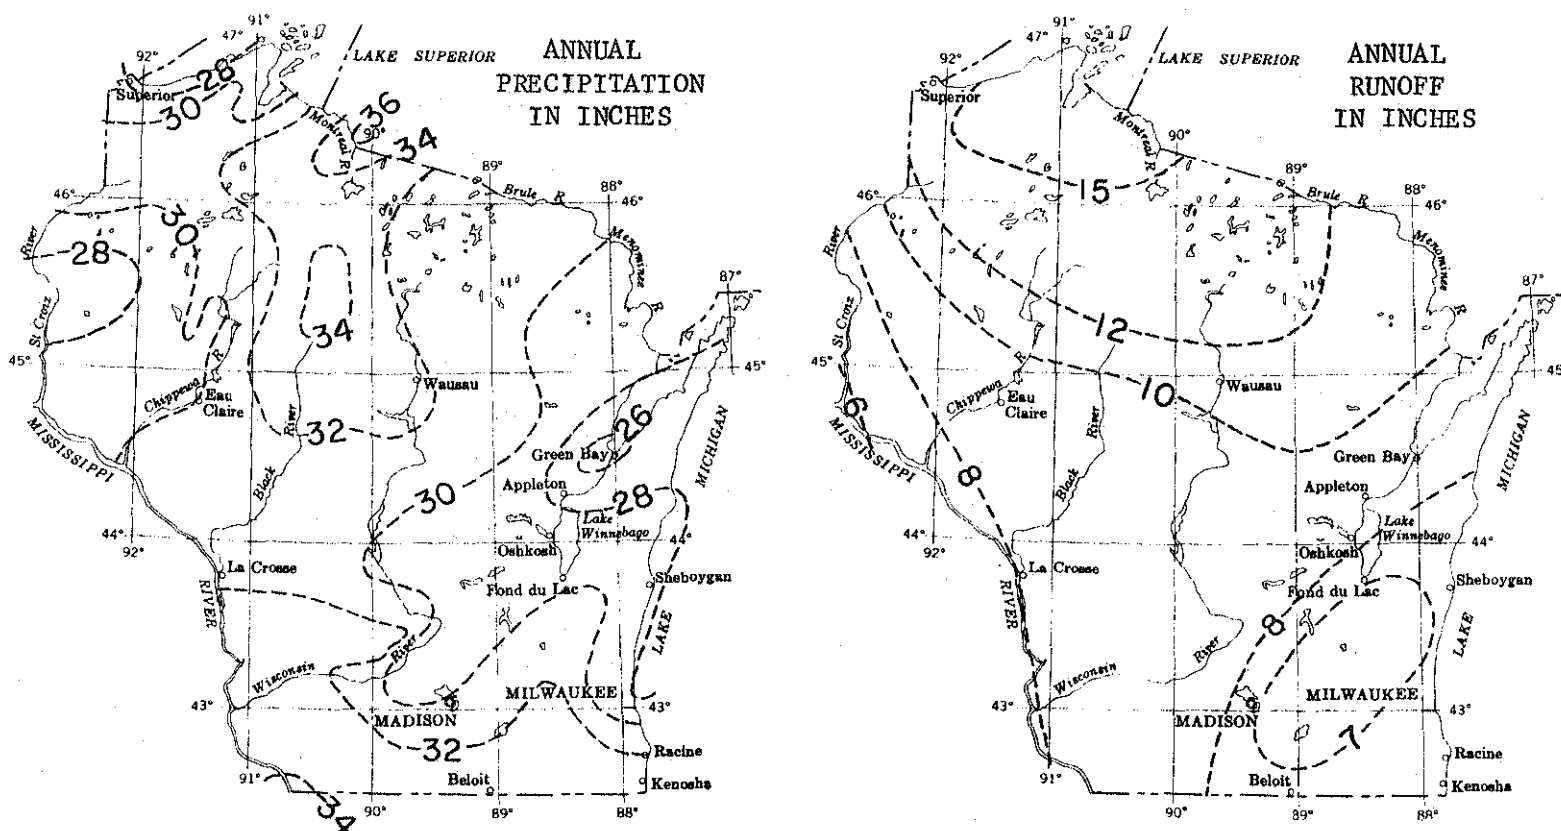 ANNUAL
PRECIPITATION
IN INCHES
91°
47°
92°
LAKE SUPERIOR
28
Superior
30
36
90°
Montreal R
34
89°
88°
Brule R
46°
46°
30
River
28
Menominee
R
87°
St Croix
34
45°
45°
Chippewa R
Wausau
Eau
Claire
River
32
26
MICHIGAN
MISSISSIPPI
Green Bay
Black
Appleton
30
28
Lake
Winnebago
44°
44°
92°
Oshkosh
La Crosse
Fond du Lac
Sheboygan
RIVER
LAKE
River
Wisconsin
MILWAUKEE
43°
43°
MADISON
32
Racine
91°
Beloit
Kenosha
34
90°
89°
88°
ANNUAL
RUNOFF
IN INCHES
91°
47°
92°
LAKE SUPERIOR
Superior
Montreal R
90°
89°
15
88°
Brule R
46°
46°
River
Menominee
87°
R
St Croix
12
45°
45
Chippewa R
10
Wausau
Eau
Claire
6
River
MICHIGAN
MISSISSIPPI
8
Green Bay
Black
Appleton
Lake
Winnebago
44°
44°
92°
Oshkosh
La Crosse
Fond du Lac
Sheboygan
RIVER
8
LAKE
River
Wisconsin
MILWAUKEE
43°
43°
MADISON
7
Racine
91°
Beloit
Kenosha
90°
89°
88°